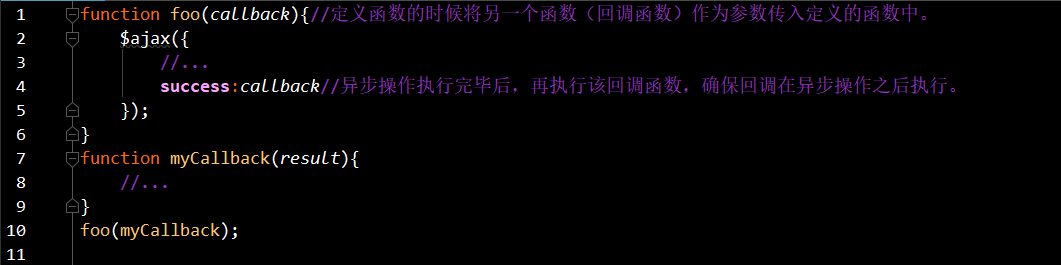 1 function foo(callback){//定义函数的时候将另一个函数（回调函数）作为参数传入定义的函数中。
2 $ajax({
3 //...
4 success:callback//异步操作执行完毕后，再执行该回调函数，确保回调在异步操作之后执行。
5 });
6 }
7 function myCallback(result){
8 //...
9 }
10 foo(myCallback);
11